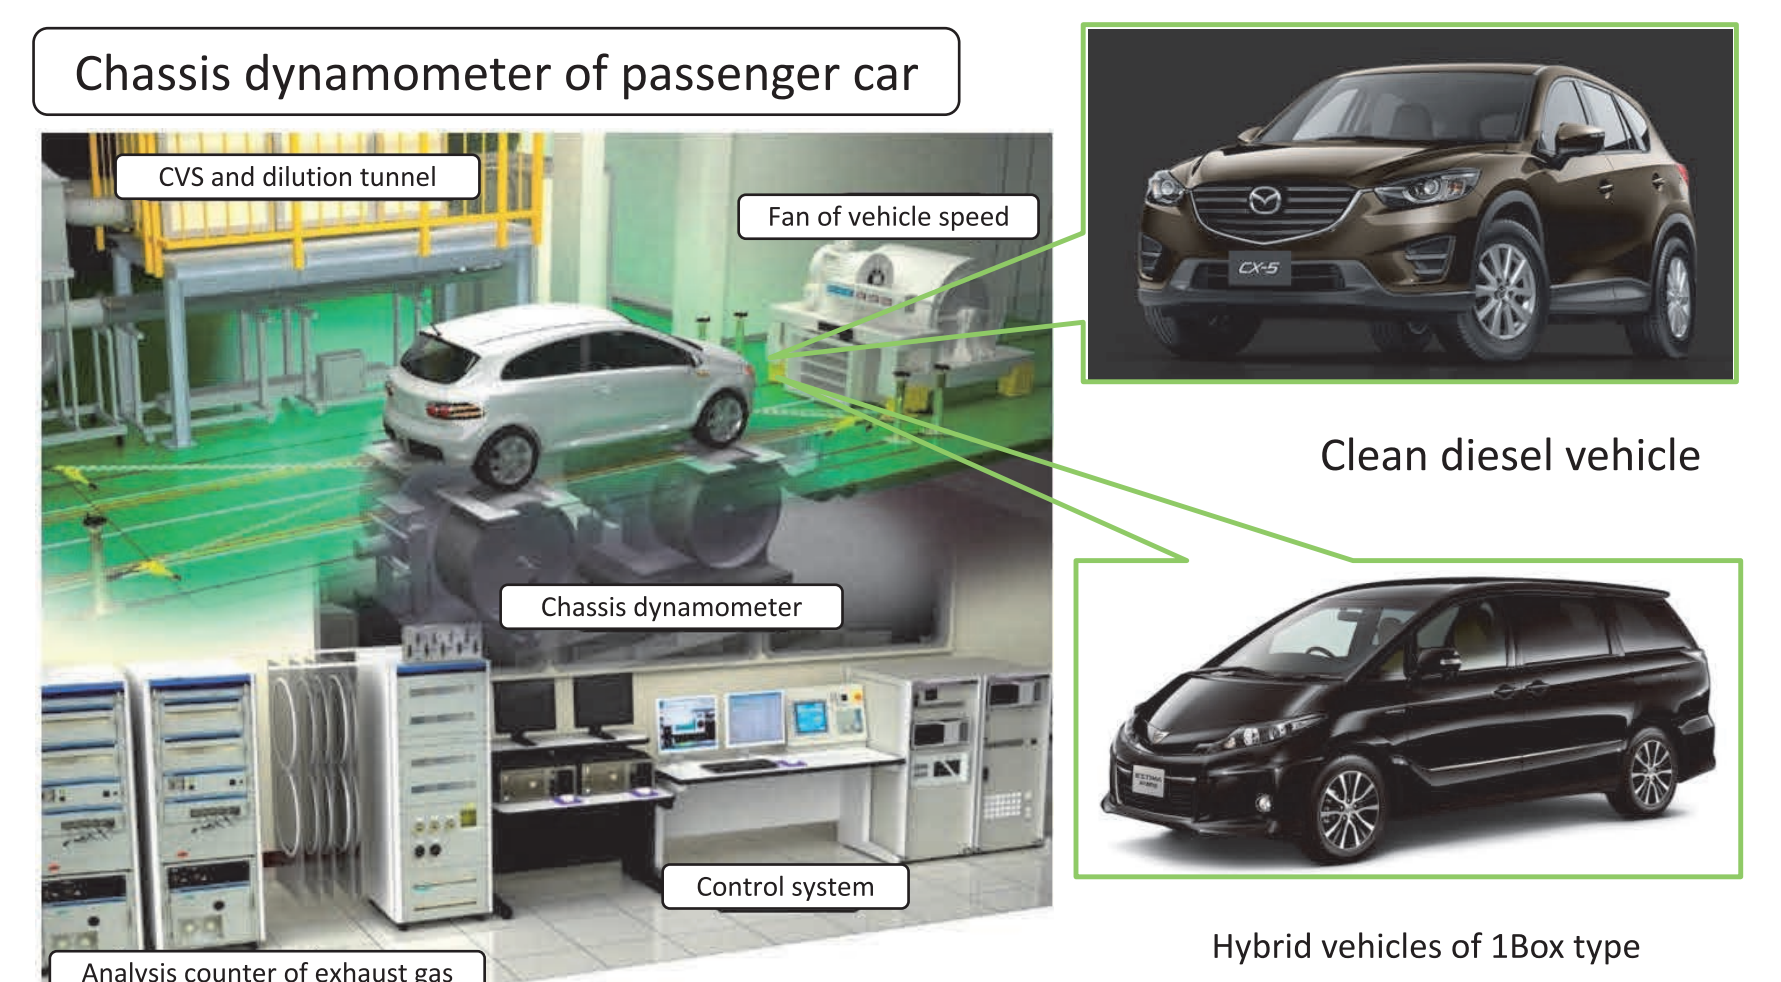 Chassis dynamometer of passenger car
CVS and dilution tunnel
Fan of vehicle speed
CX-5
Clean diesel vehicle
Chassis dynamometer
ESTIMA
Control system
Hybrid vehicles of 1Box type
Analysis counter of exhaust gas